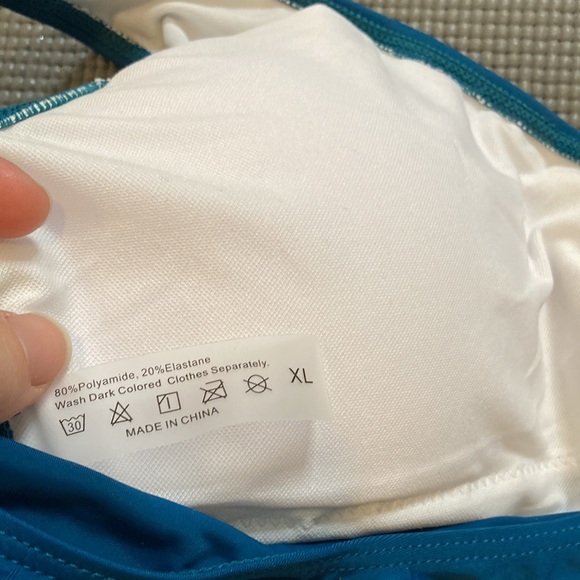 80%Polyamide, 20%Elastane
Wash Dark Colored Clothes Separately.
30 XL
MADE IN CHINA